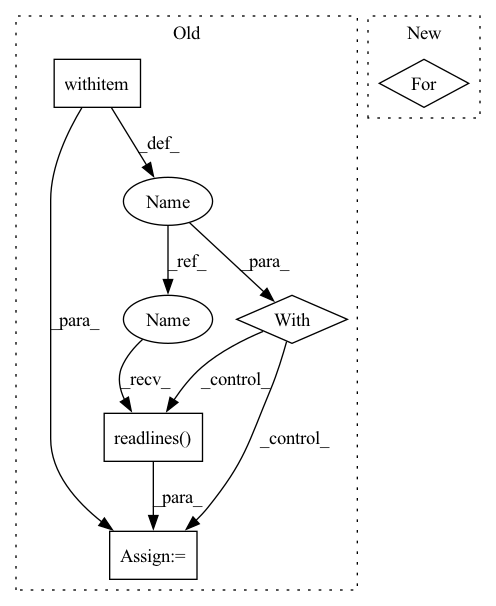 Old
New
withitem
For
_def_
Name
_para_
_ref_
_para_
Name
With
_recv_
_control_
readlines()
_control_
_para_
Assign:=